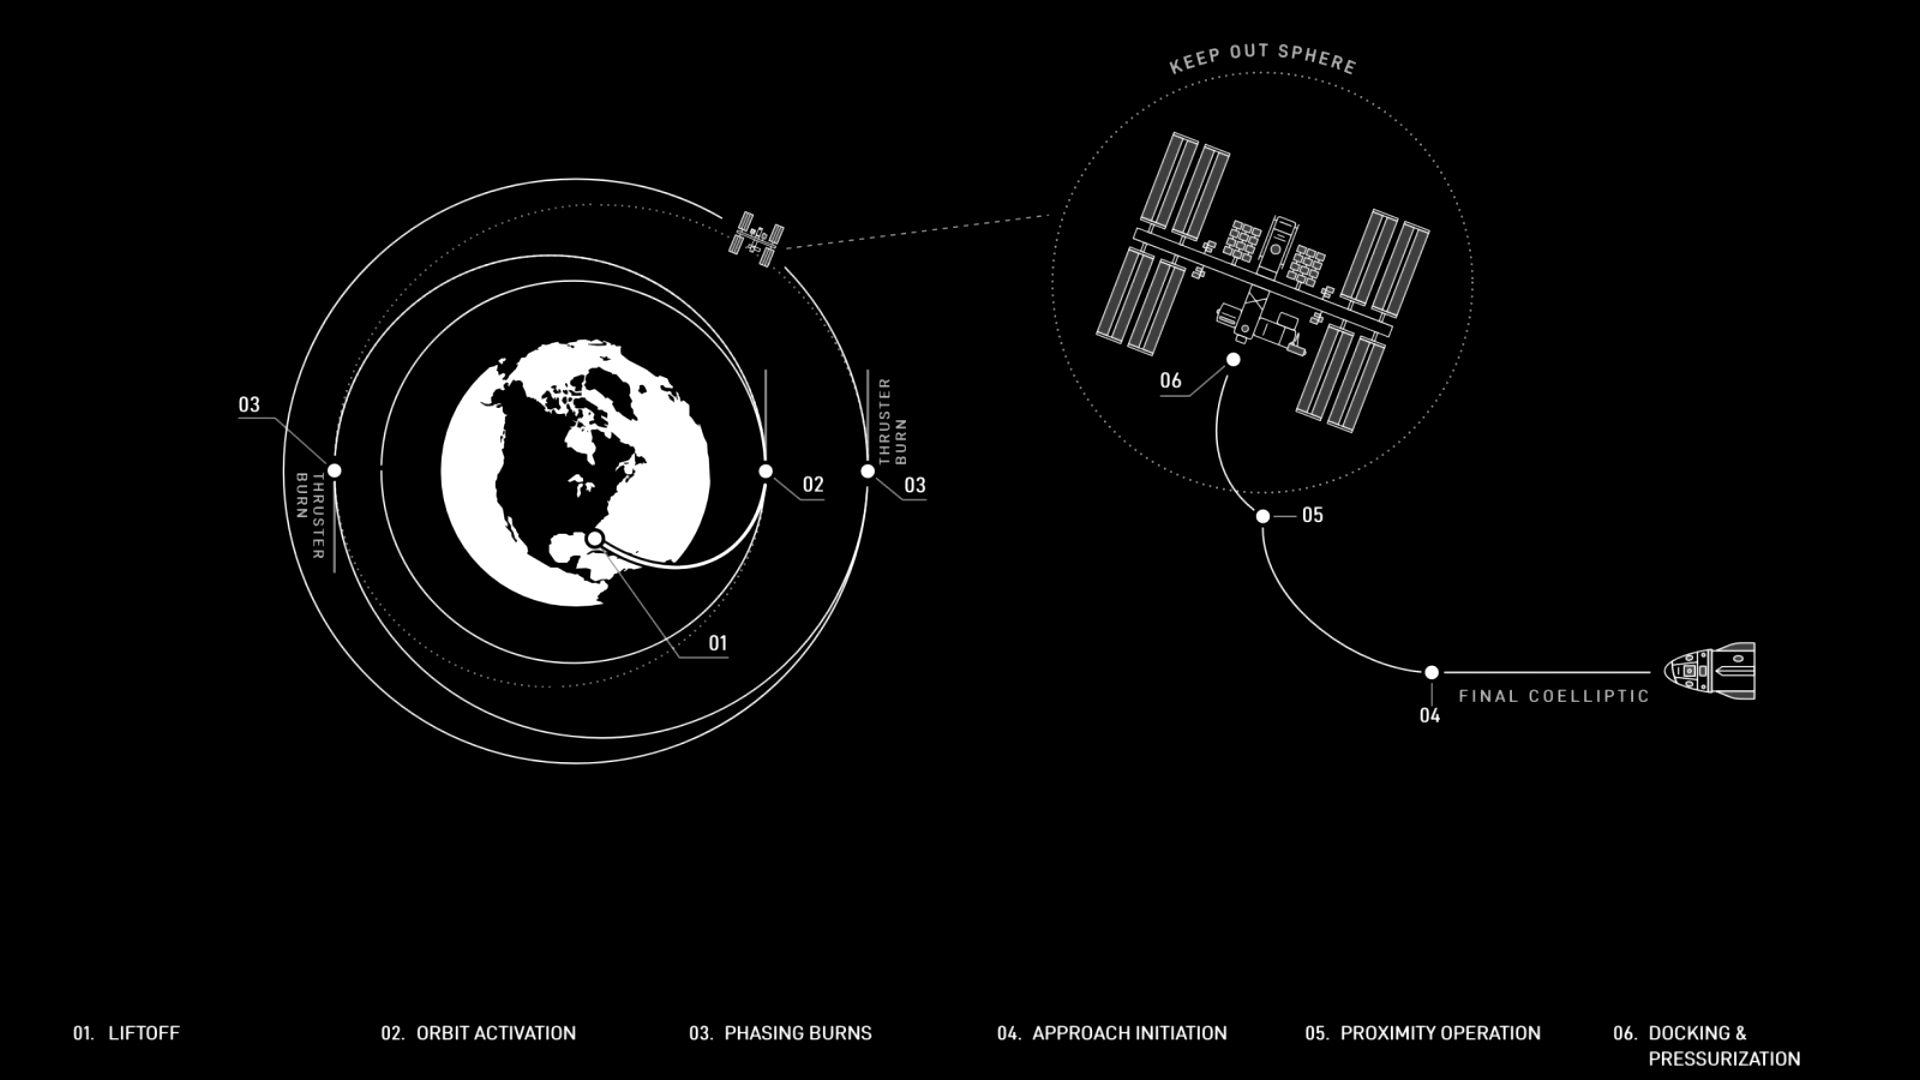 KEEP OUT SPHERE
03
THRUSTER
BURN
THRUSTER
BURN
02
03
01
06
05
04
FINAL COELLIPTIC
01. LIFTOFF
02. ORBIT ACTIVATION
03. PHASING BURNS
04. APPROACH INITIATION
05. PROXIMITY OPERATION
06. DOCKING &
PRESSURIZATION